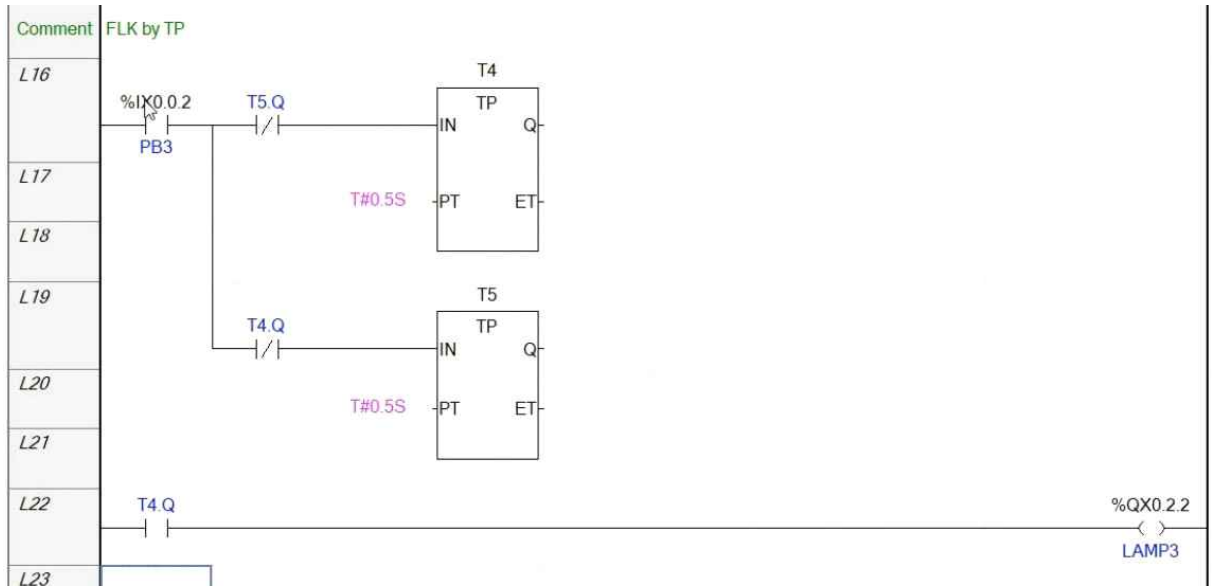 Comment FLK by TP
L16
T4
%IX0.0.2 T5.Q TP
IN Q
PB3
L17
T#0.5S PT ET
L18
L19
T5
T4.Q TP
IN Q
L20
T#0.5S PT ET
L21
L22 T4.Q %QX0.2.2
LAMP3
L23